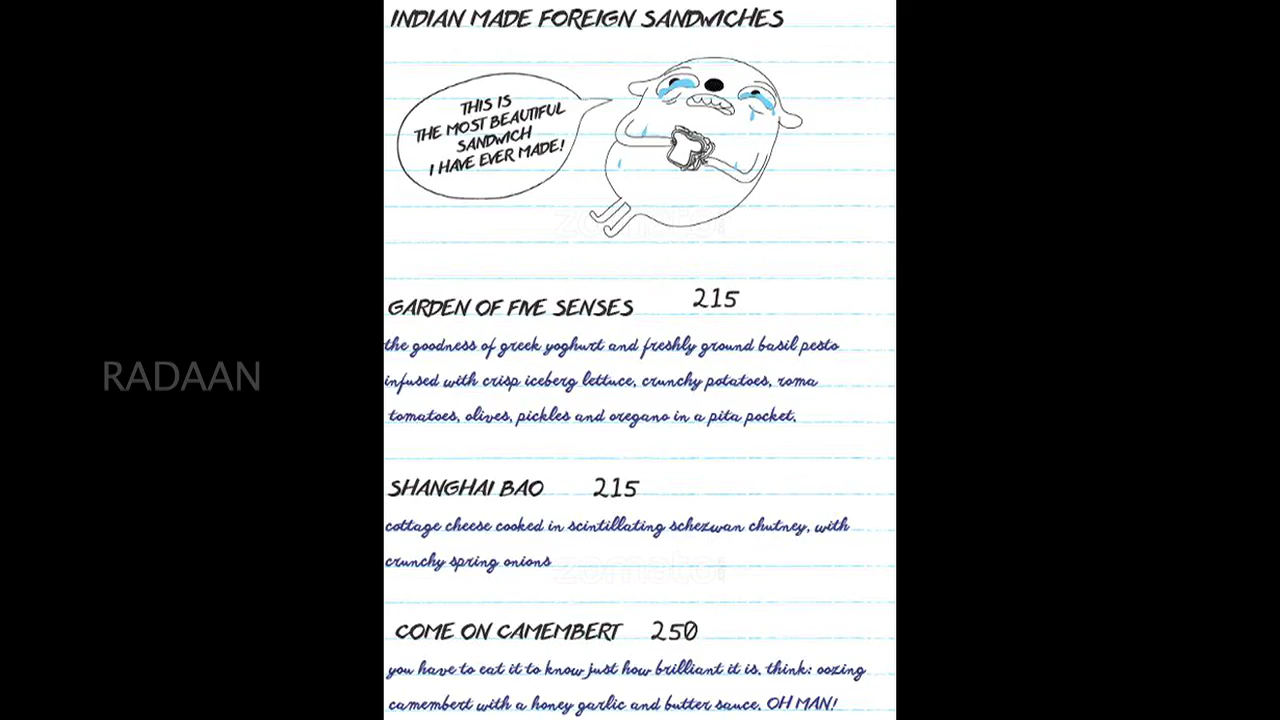 INDIAN MADE FOREIGN SANDWICHES
THIS IS
THE MOST BEAUTIFUL
SANDWICH
I HAVE EVER MADE!
zomato
GARDEN OF FIVE SENSES 215
the goodness of greek yoghurt and freshly ground basil pesto
infused with crisp iceberg lettuce, crunchy potatoes, roma
RADAAN
tomatoes, olives, pickles and oregano in a pita pocket.
SHANGHAI BAO 215
cottage cheese cooked in scintillating schezwan chutney, with
crunchy spring onions
zomato
COME ON CAMEMBERT 250
you have to eat it to know just how brilliant it is. think: oozing
camembert with a honey garlic and butter sauce. OH MAN!